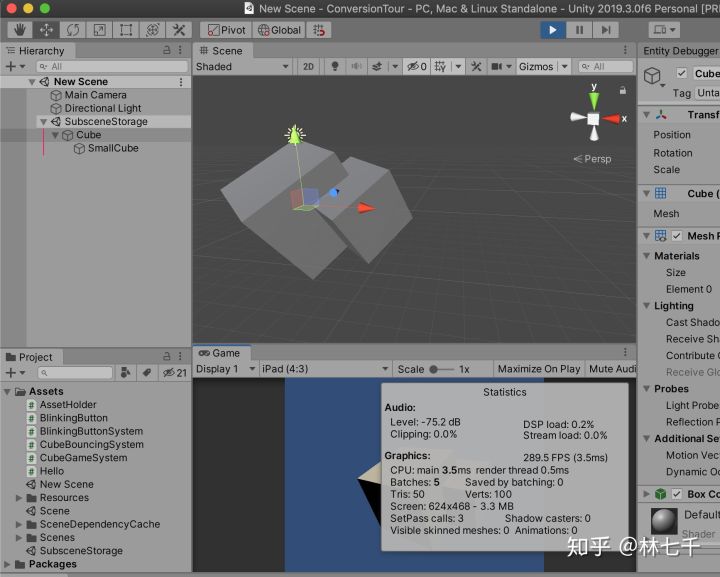 New Scene - ConversionTour - PC, Mac & Linux Standalone - Unity 2019.3.0f6 Personal [PRE
Pivot Global
Hierarchy
All
New Scene
Main Camera
Directional Light
SubsceneStorage
Cube
SmallCube
Scene
Shaded 2D 0 Gizmos All
y
x
Persp
Entity Debugger
Cube
Tag Unta
Transf
Position
Rotation
Scale
Cube (
Mesh
Mesh R
Materials
Size
Element 0
Lighting
Cast Shado
Receive Sha
Contribute G
Receive Glo
Probes
Light Probe
Reflection P
Additional Set
Motion Vect
Dynamic Oc
Box Co
Default
Shader
Project
21
Assets
AssetHolder
BlinkingButton
BlinkingButtonSystem
CubeBouncingSystem
CubeGameSystem
Hello
New Scene
Resources
Scene
SceneDependencyCache
Scenes
SubsceneStorage
Packages
Game
Display 1 iPad (4:3) Scale 1x Maximize On Play Mute Audi
Statistics
Audio:
Level: -75.2 dB DSP load: 0.2%
Clipping: 0.0% Stream load: 0.0%
Graphics: 289.5 FPS (3.5ms)
CPU: main 3.5ms render thread 0.5ms
Batches: 5 Saved by batching: 0
Tris: 50 Verts: 100
Screen: 624x468 - 3.3 MB
SetPass calls: 3 Shadow casters: 0
Visible skinned meshes: 0 Animations: 0
知乎 @林七千